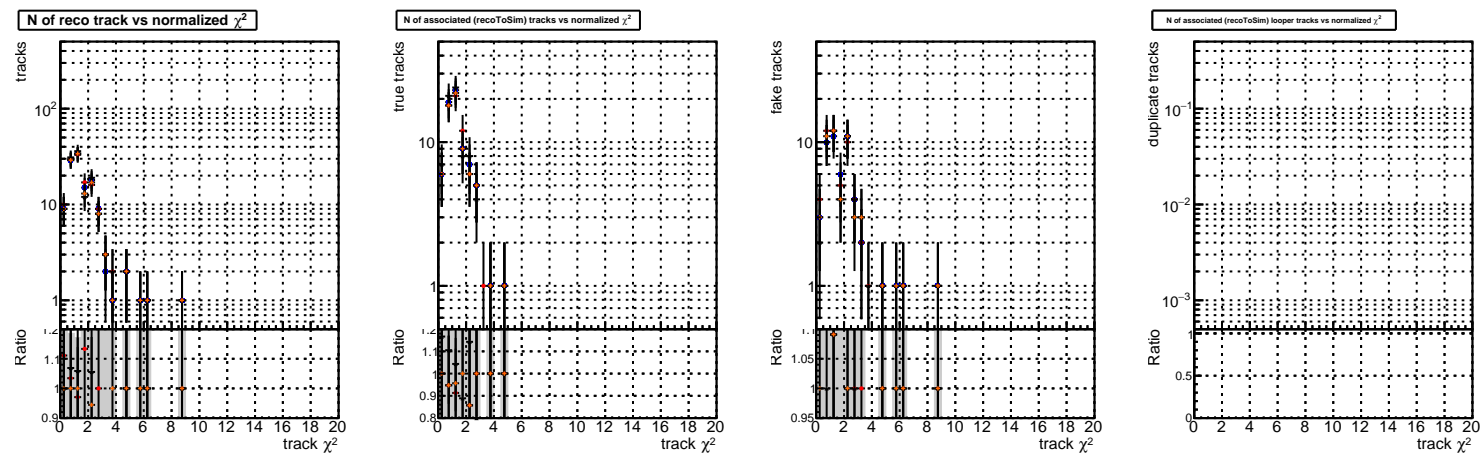 N of reco track vs normalized χ²
tracks
10²
10
1
Ratio
1.2
1.1
1
0.9
0 2 4 6 8 10 12 14 16 18 20
track χ²
N of associated (recoToSim) tracks vs normalized χ²
true tracks
10
1
Ratio
1.2
1.1
1
0.9
0.8
0 2 4 6 8 10 12 14 16 18 20
track χ²
fake tracks
10
1
Ratio
1.1
1.05
1
0.95
0 2 4 6 8 10 12 14 16 18 20
track χ²
N of associated (recoToSim) looper tracks vs normalized χ²
duplicate tracks
10⁻¹
10⁻²
10⁻³
Ratio
1
0.5
0
0 2 4 6 8 10 12 14 16 18 20
track χ²